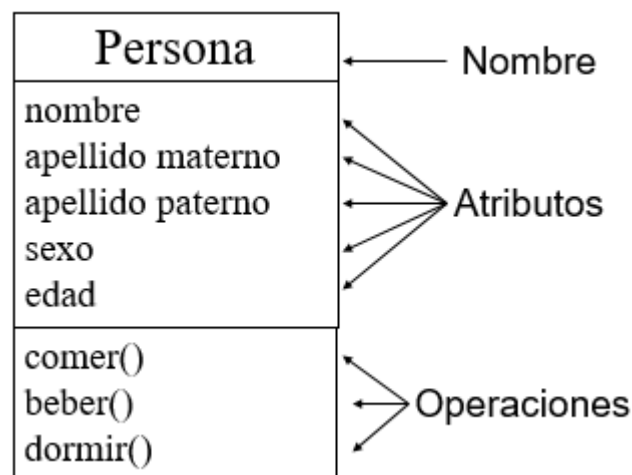 Persona
Nombre
nombre
apellido materno
apellido paterno
sexo
edad
Atributos
comer()
beber()
dormir()
Operaciones